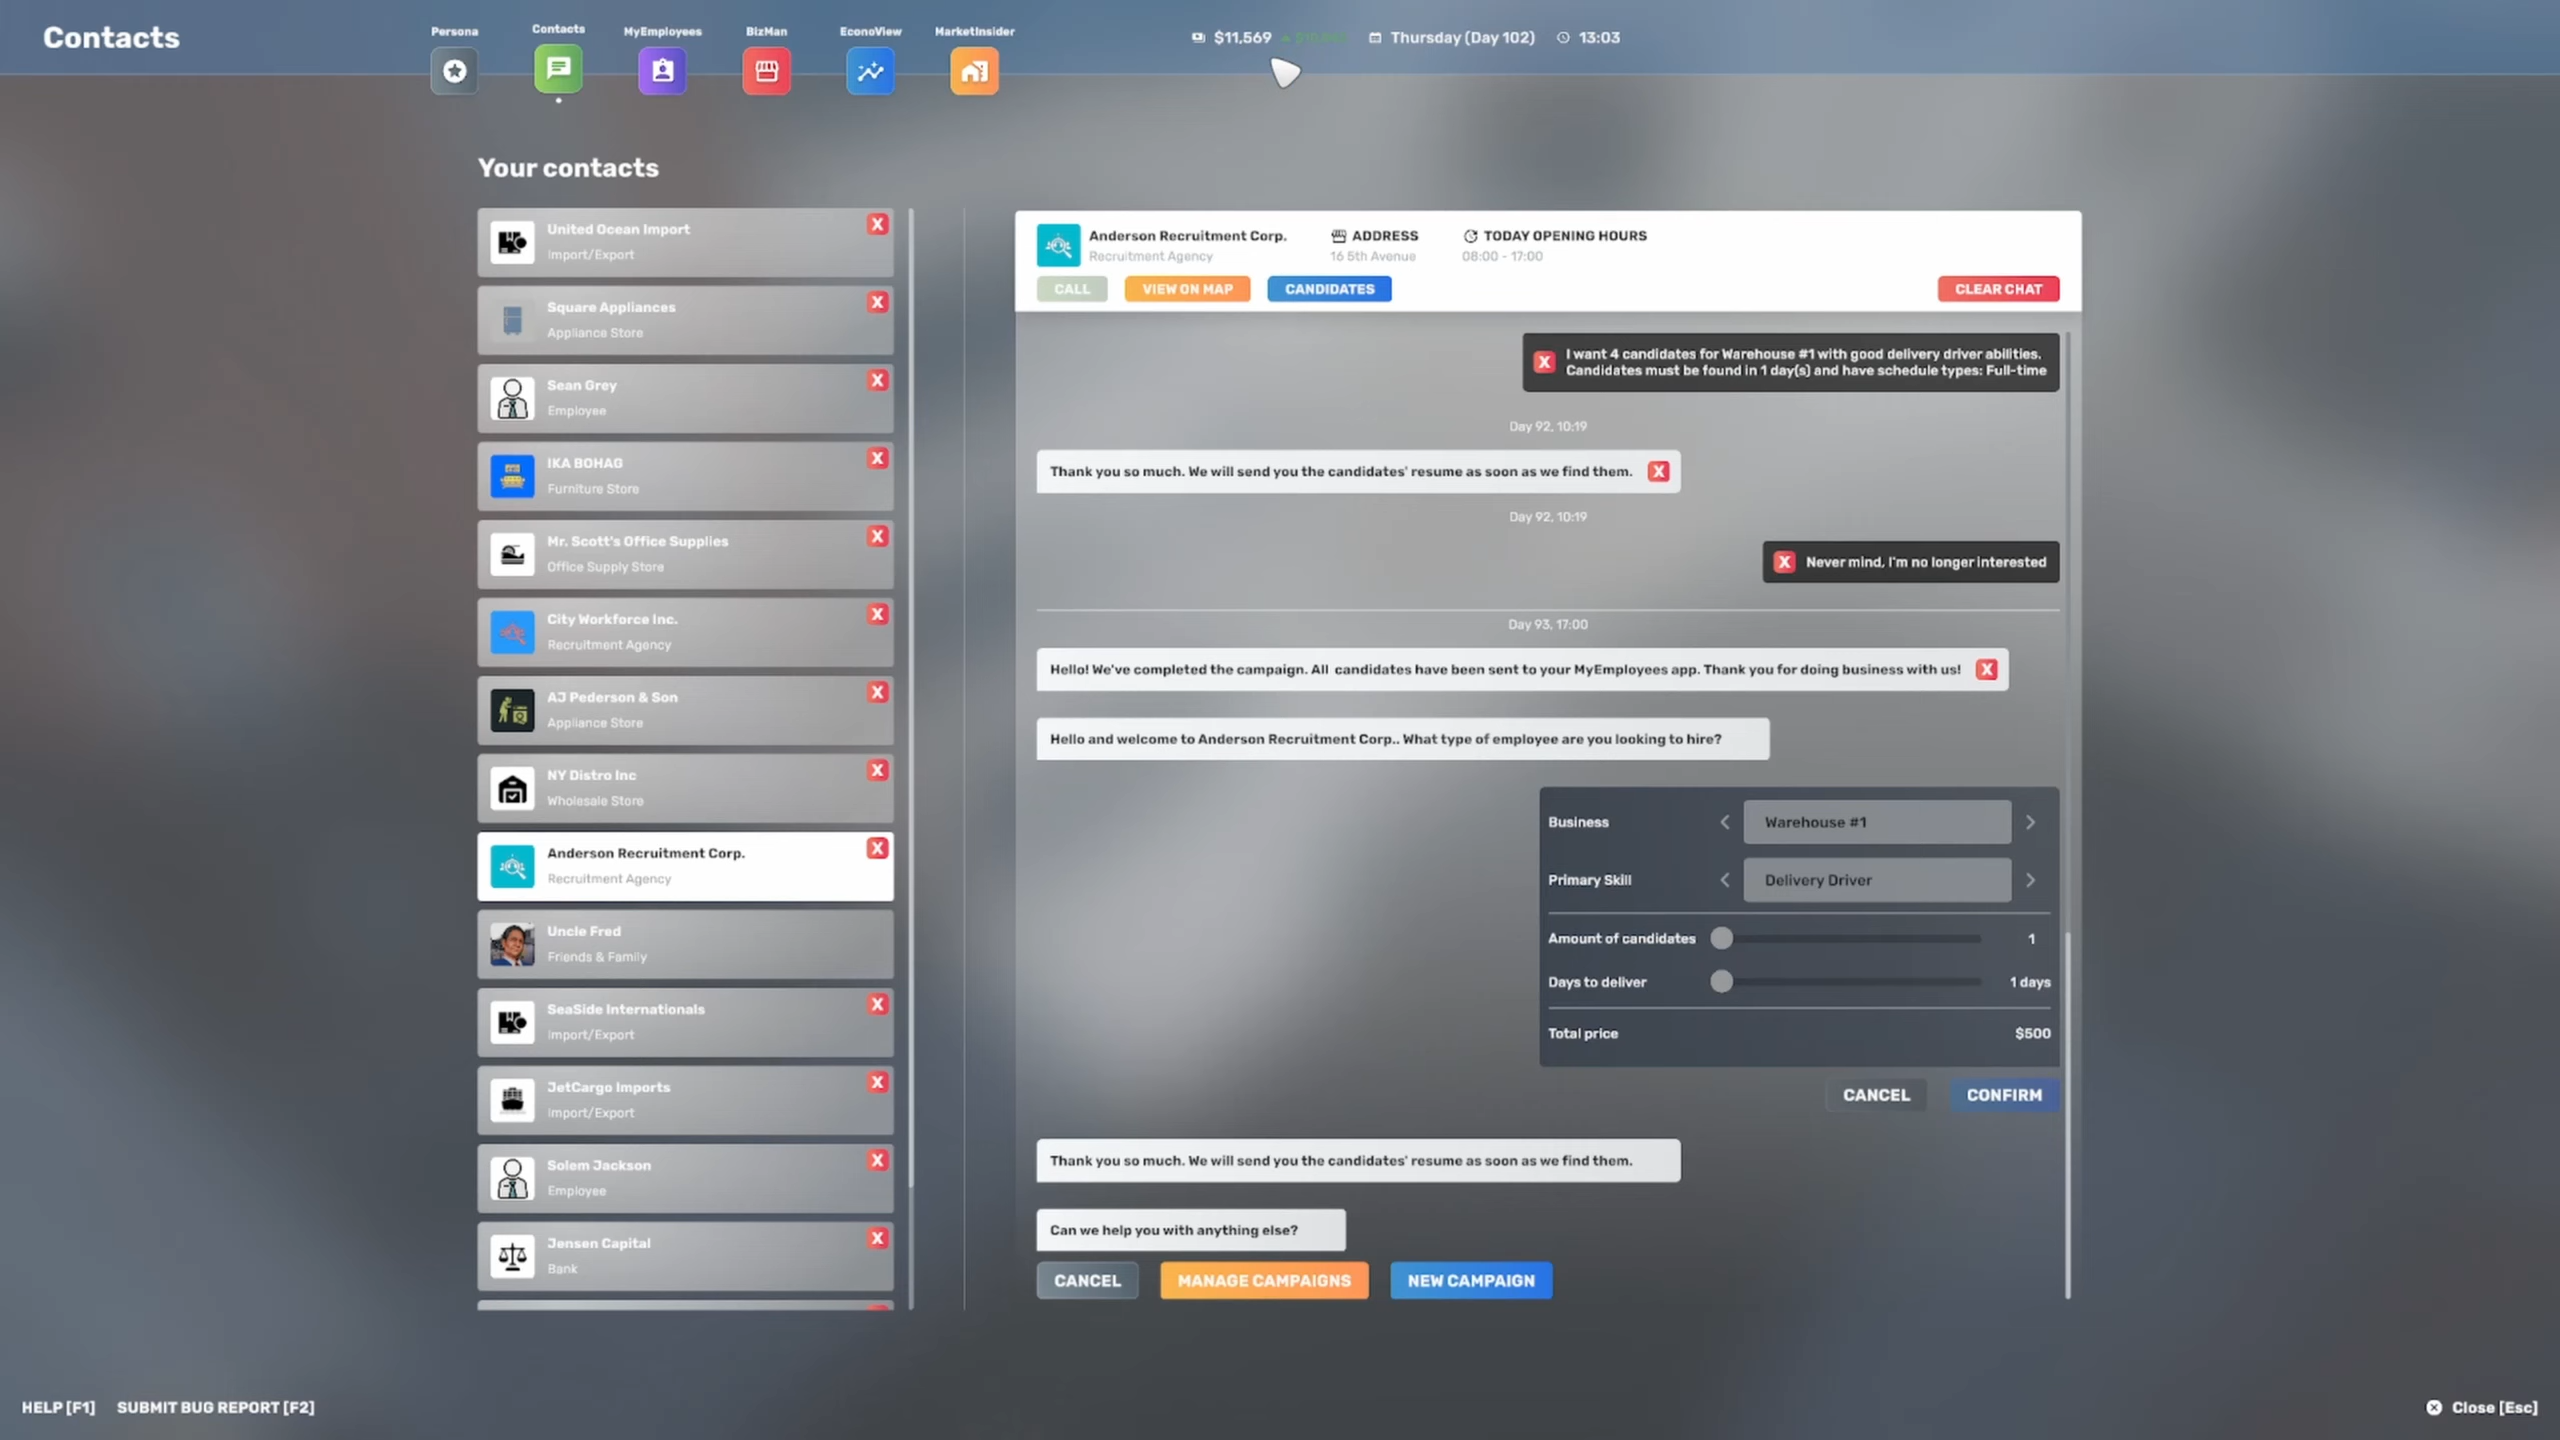 Contacts
Persona
Contacts
MyEmployees
BizMan
EconoView
MarketInsider
$11,569
Thursday (Day 102)
13:03
Your contacts
United Ocean Import
Import/Export
X
Square Appliances
Appliance Store
X
Sean Grey
Employee
X
IKA BOHAG
Furniture Store
X
Mr. Scott's Office Supplies
Office Supply Store
X
City Workforce Inc.
Recruitment Agency
X
AJ Pederson & Son
Appliance Store
X
NY Distro Inc
Wholesale Store
X
Anderson Recruitment Corp.
Recruitment Agency
X
Uncle Fred
Friends & Family
SeaSide Internationals
Import/Export
X
JetCargo Imports
Import/Export
X
Solem Jackson
Employee
X
Jensen Capital
Bank
X
Anderson Recruitment Corp.
Recruitment Agency
ADDRESS
16 5th Avenue
TODAY OPENING HOURS
08:00 - 17:00
CALL
VIEW ON MAP
CANDIDATES
CLEAR CHAT
X
I want 4 candidates for Warehouse #1 with good delivery driver abilities.
Candidates must be found in 1 day(s) and have schedule types: Full-time
Day 92, 10:19
Thank you so much. We will send you the candidates' resume as soon as we find them.
X
Day 92, 10:19
X
Never mind, I'm no longer interested
Day 93, 17:00
Hello! We've completed the campaign. All candidates have been sent to your MyEmployees app. Thank you for doing business with us!
X
Hello and welcome to Anderson Recruitment Corp.. What type of employee are you looking to hire?
Business
Warehouse #1
Primary Skill
Delivery Driver
Amount of candidates
1
Days to deliver
1 days
Total price
$500
CANCEL
CONFIRM
Thank you so much. We will send you the candidates' resume as soon as we find them.
Can we help you with anything else?
CANCEL
MANAGE CAMPAIGNS
NEW CAMPAIGN
HELP [F1]
SUBMIT BUG REPORT [F2]
Close [Esc]